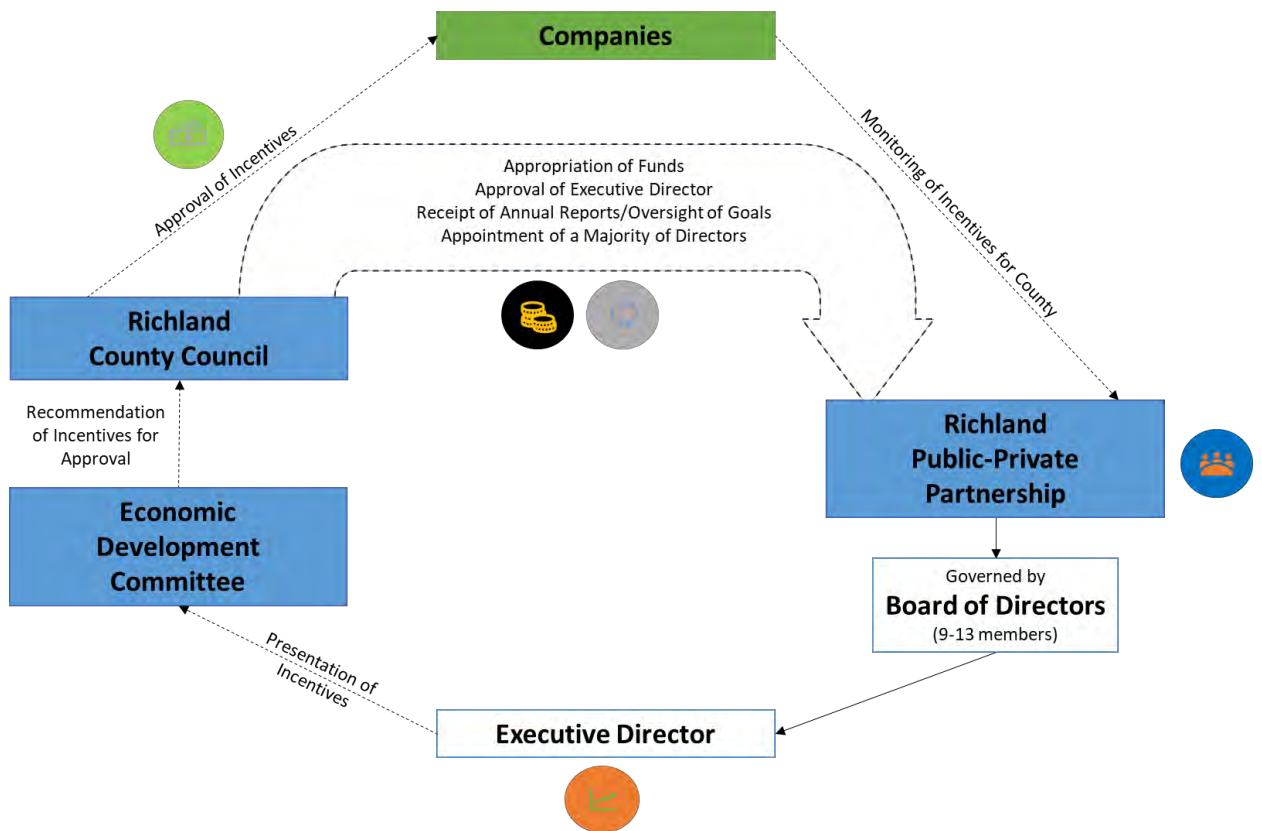 Companies
Approval of Incentives
Appropriation of Funds
Approval of Executive Director
Receipt of Annual Reports/Oversight of Goals
Appointment of a Majority of Directors
Monitoring of Incentives for County
Richland
County Council
Recommendation
of Incentives for
Approval
Richland
Public-Private
Partnership
Economic
Development
Committee
Governed by
Board of Directors
(9-13 members)
Presentation of
Incentives
Executive Director